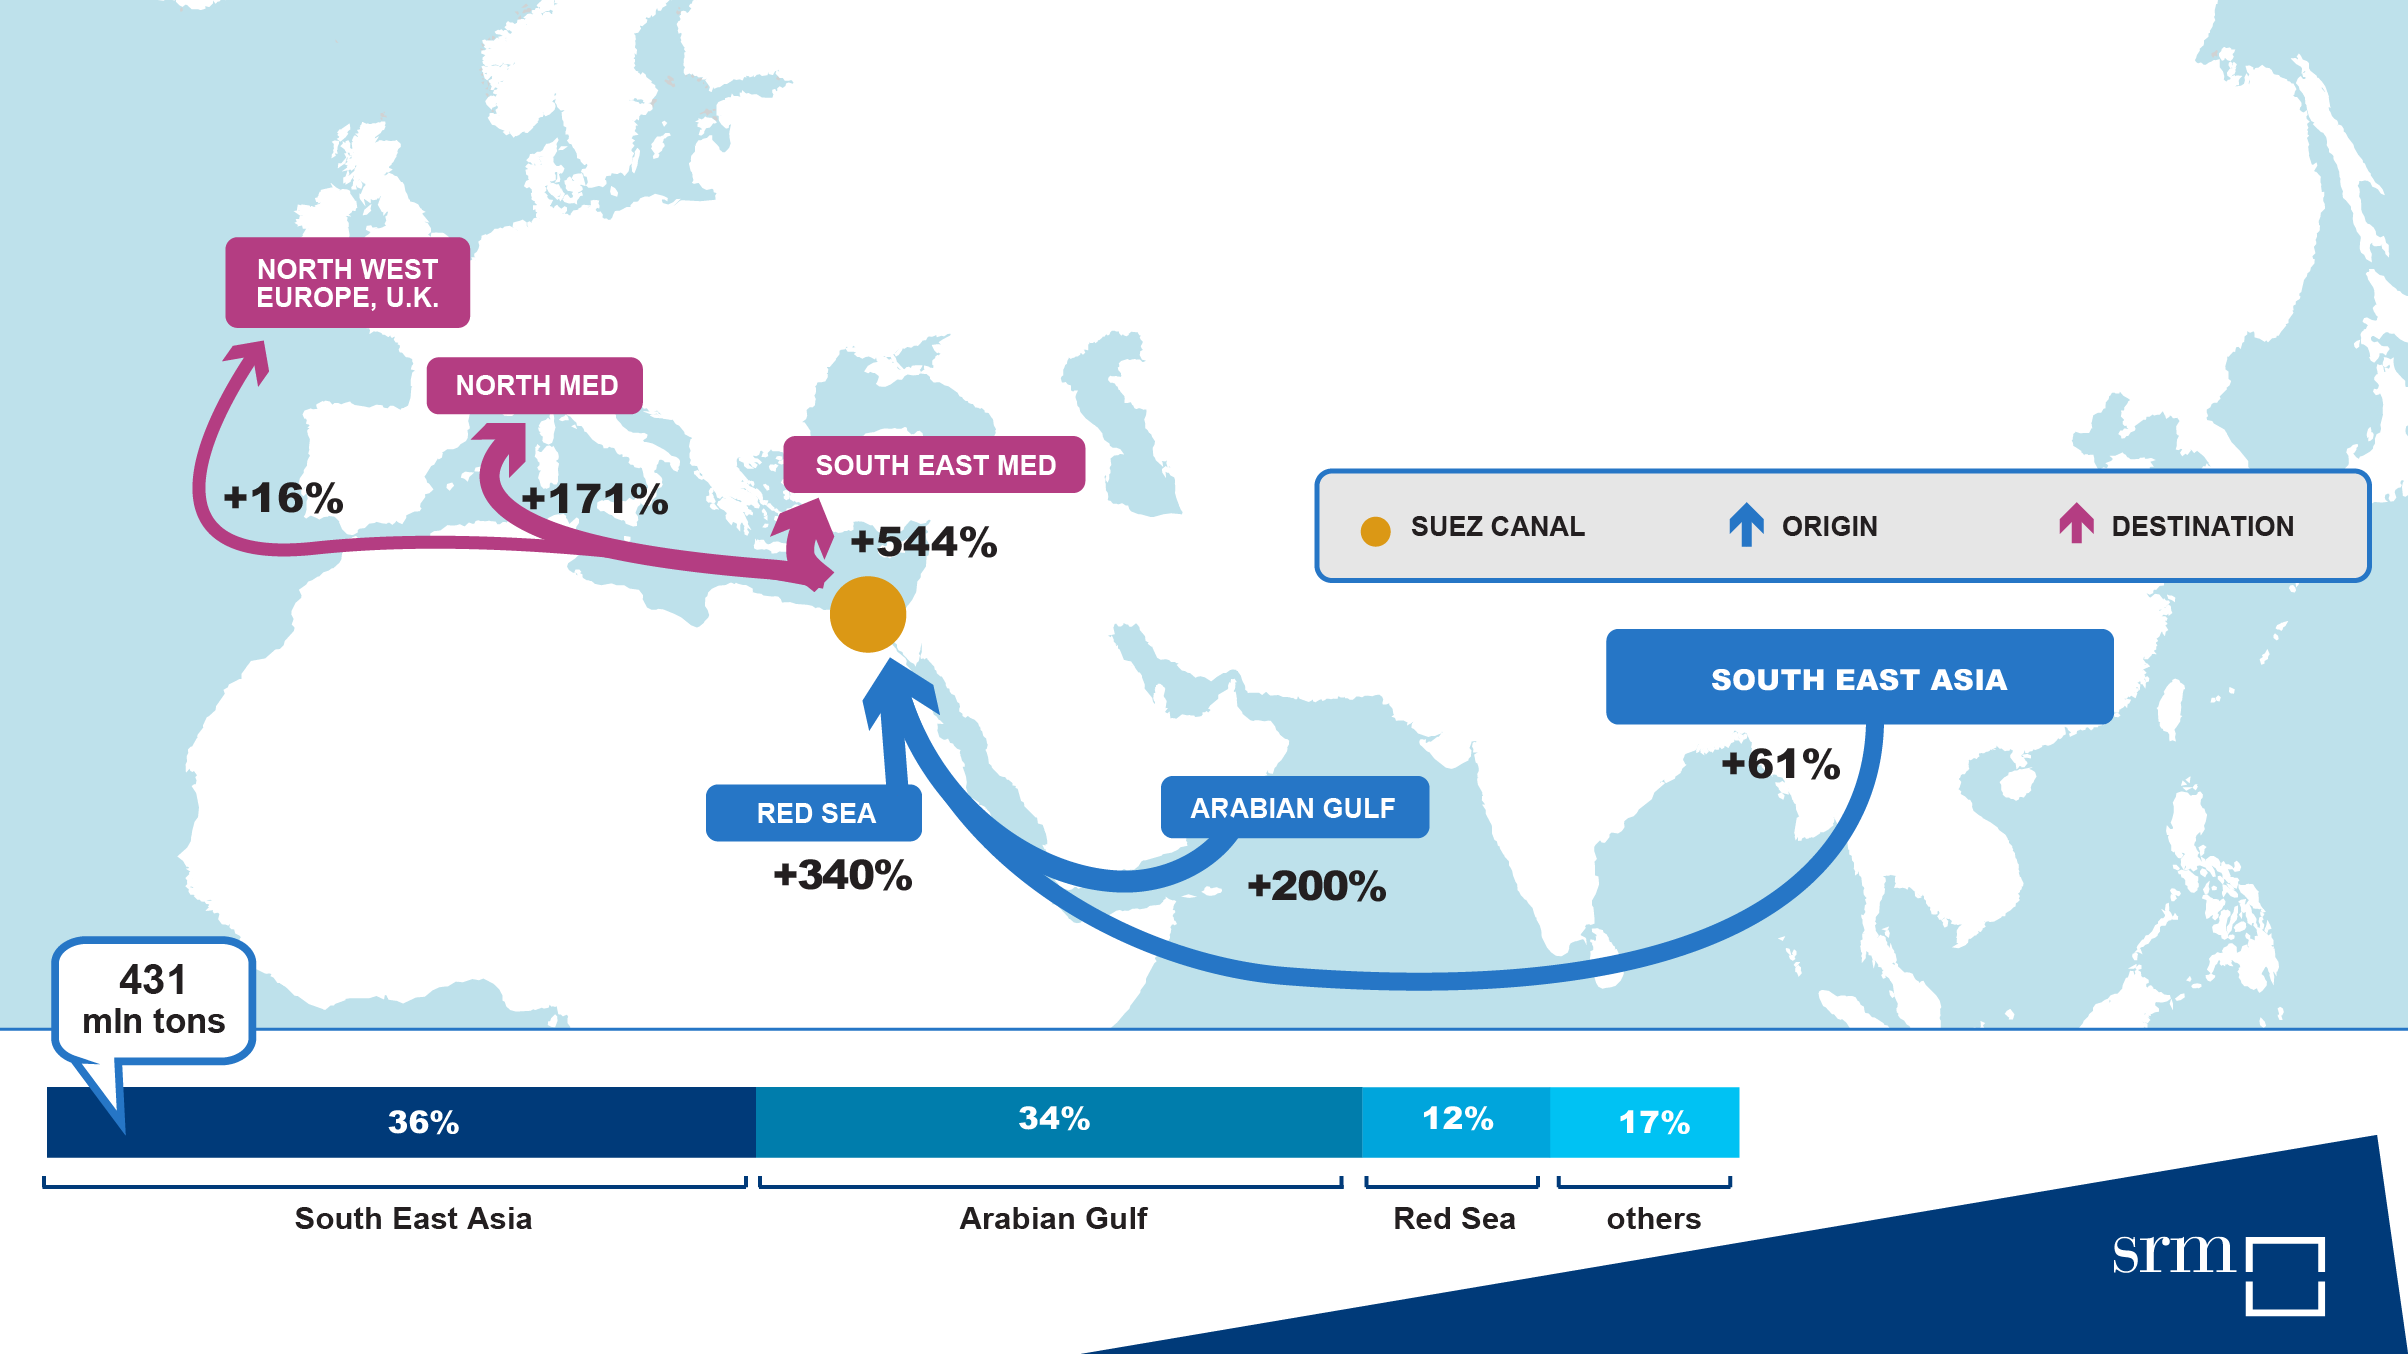 NORTH WEST
EUROPE, U.K.
NORTH MED
SOUTH EAST MED
+16%
+171%
+544%
SUEZ CANAL
ORIGIN
DESTINATION
SOUTH EAST ASIA
+61%
RED SEA
+340%
ARABIAN GULF
+200%
431
mln tons
36%
34%
12%
17%
South East Asia
Arabian Gulf
Red Sea
others
srm